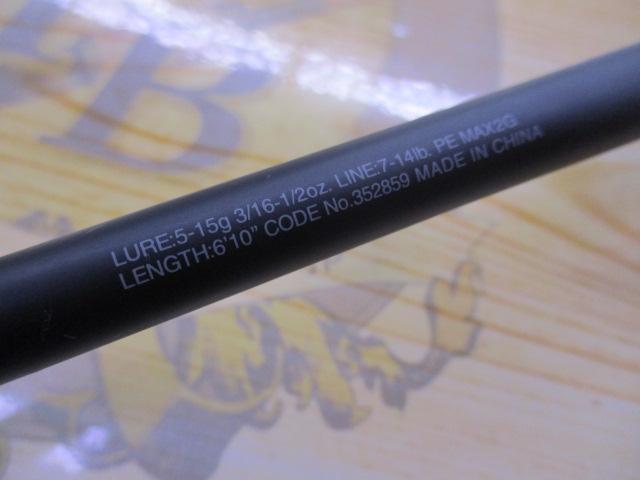 B
LURE:5-15g 3/16-1/2oz. LINE:7-14lb. PE MAX2G
LENGTH:6'10" CODE No.352859 MADE IN CHINA